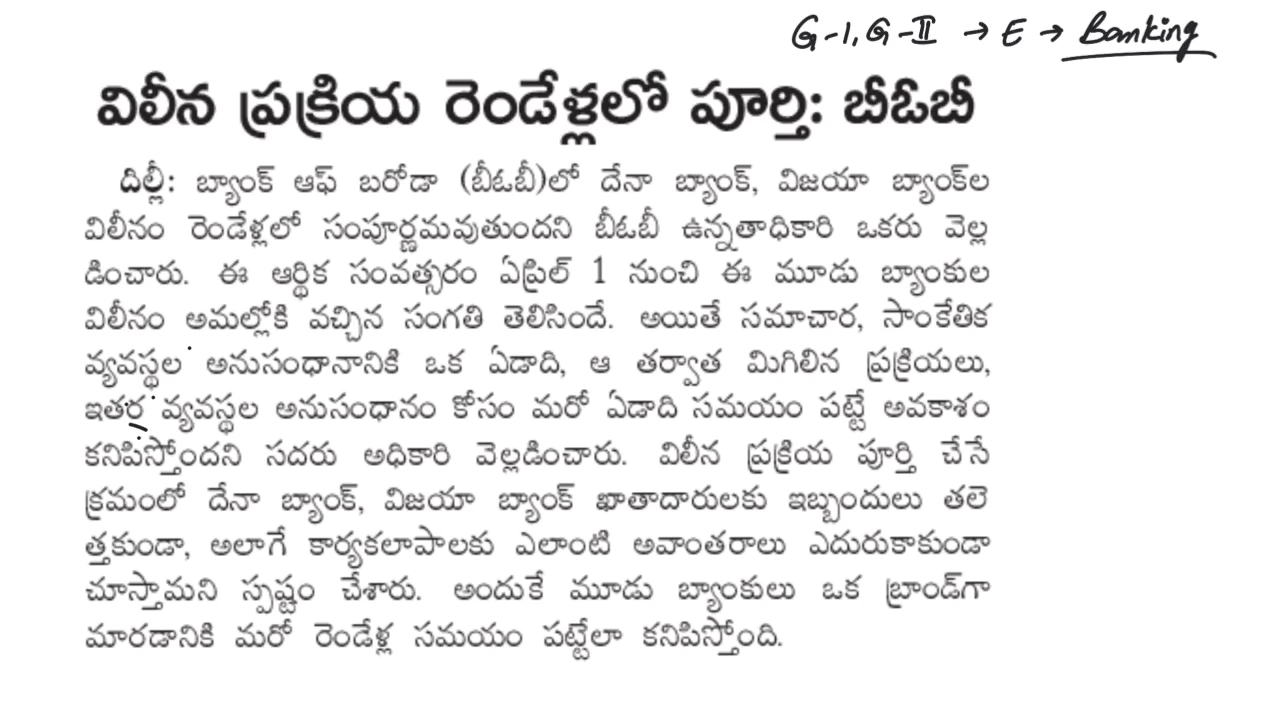 G-I, G-II → E → Banking
విలీన ప్రక్రియ రెండేళ్లలో పూర్తి: బీఓబీ
దిల్లీ: బ్యాంక్ ఆఫ్ బరోడా (బీఓబీ)లో దేనా బ్యాంక్, విజయా బ్యాంక్‌ల
విలీనం రెండేళ్లలో సంపూర్ణమవుతుందని బీఓబీ ఉన్నతాధికారి ఒకరు వెల్ల
డించారు. ఈ ఆర్థిక సంవత్సరం ఏప్రిల్ 1 నుంచి ఈ మూడు బ్యాంకుల
విలీనం అమల్లోకి వచ్చిన సంగతి తెలిసిందే. అయితే సమాచార, సాంకేతిక
వ్యవస్థల అనుసంధానానికి ఒక ఏడాది, ఆ తర్వాత మిగిలిన ప్రక్రియలు,
ఇతర్ర వ్యవస్థల అనుసంధానం కోసం మరో ఏడాది సమయం పట్టే అవకాశం
కనిపిస్తోందని సదరు అధికారి వెల్లడించారు. విలీన ప్రక్రియ పూర్తి చేసే
క్రమంలో దేనా బ్యాంక్, విజయా బ్యాంక్ ఖాతాదారులకు ఇబ్బందులు తలె
త్తకుండా, అలాగే కార్యకలాపాలకు ఎలాంటి అవాంతరాలు ఎదురుకాకుండా
చూస్తామని స్పష్టం చేశారు. అందుకే మూడు బ్యాంకులు ఒక బ్రాండ్‌గా
మారడానికి మరో రెండేళ్ల సమయం పట్టేలా కనిపిస్తోంది.